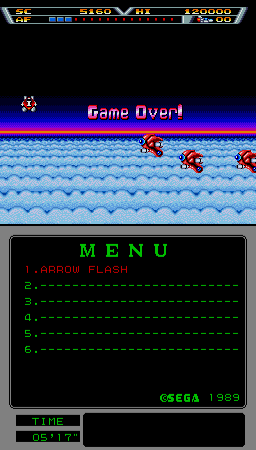 SC 5160 HI 120000
AF 00
Game Over!
MENU
1.ARROW FLASH
2.--------------
3.--------------
4.--------------
5.--------------
6.--------------
©SEGA 1989
TIME
05'17"